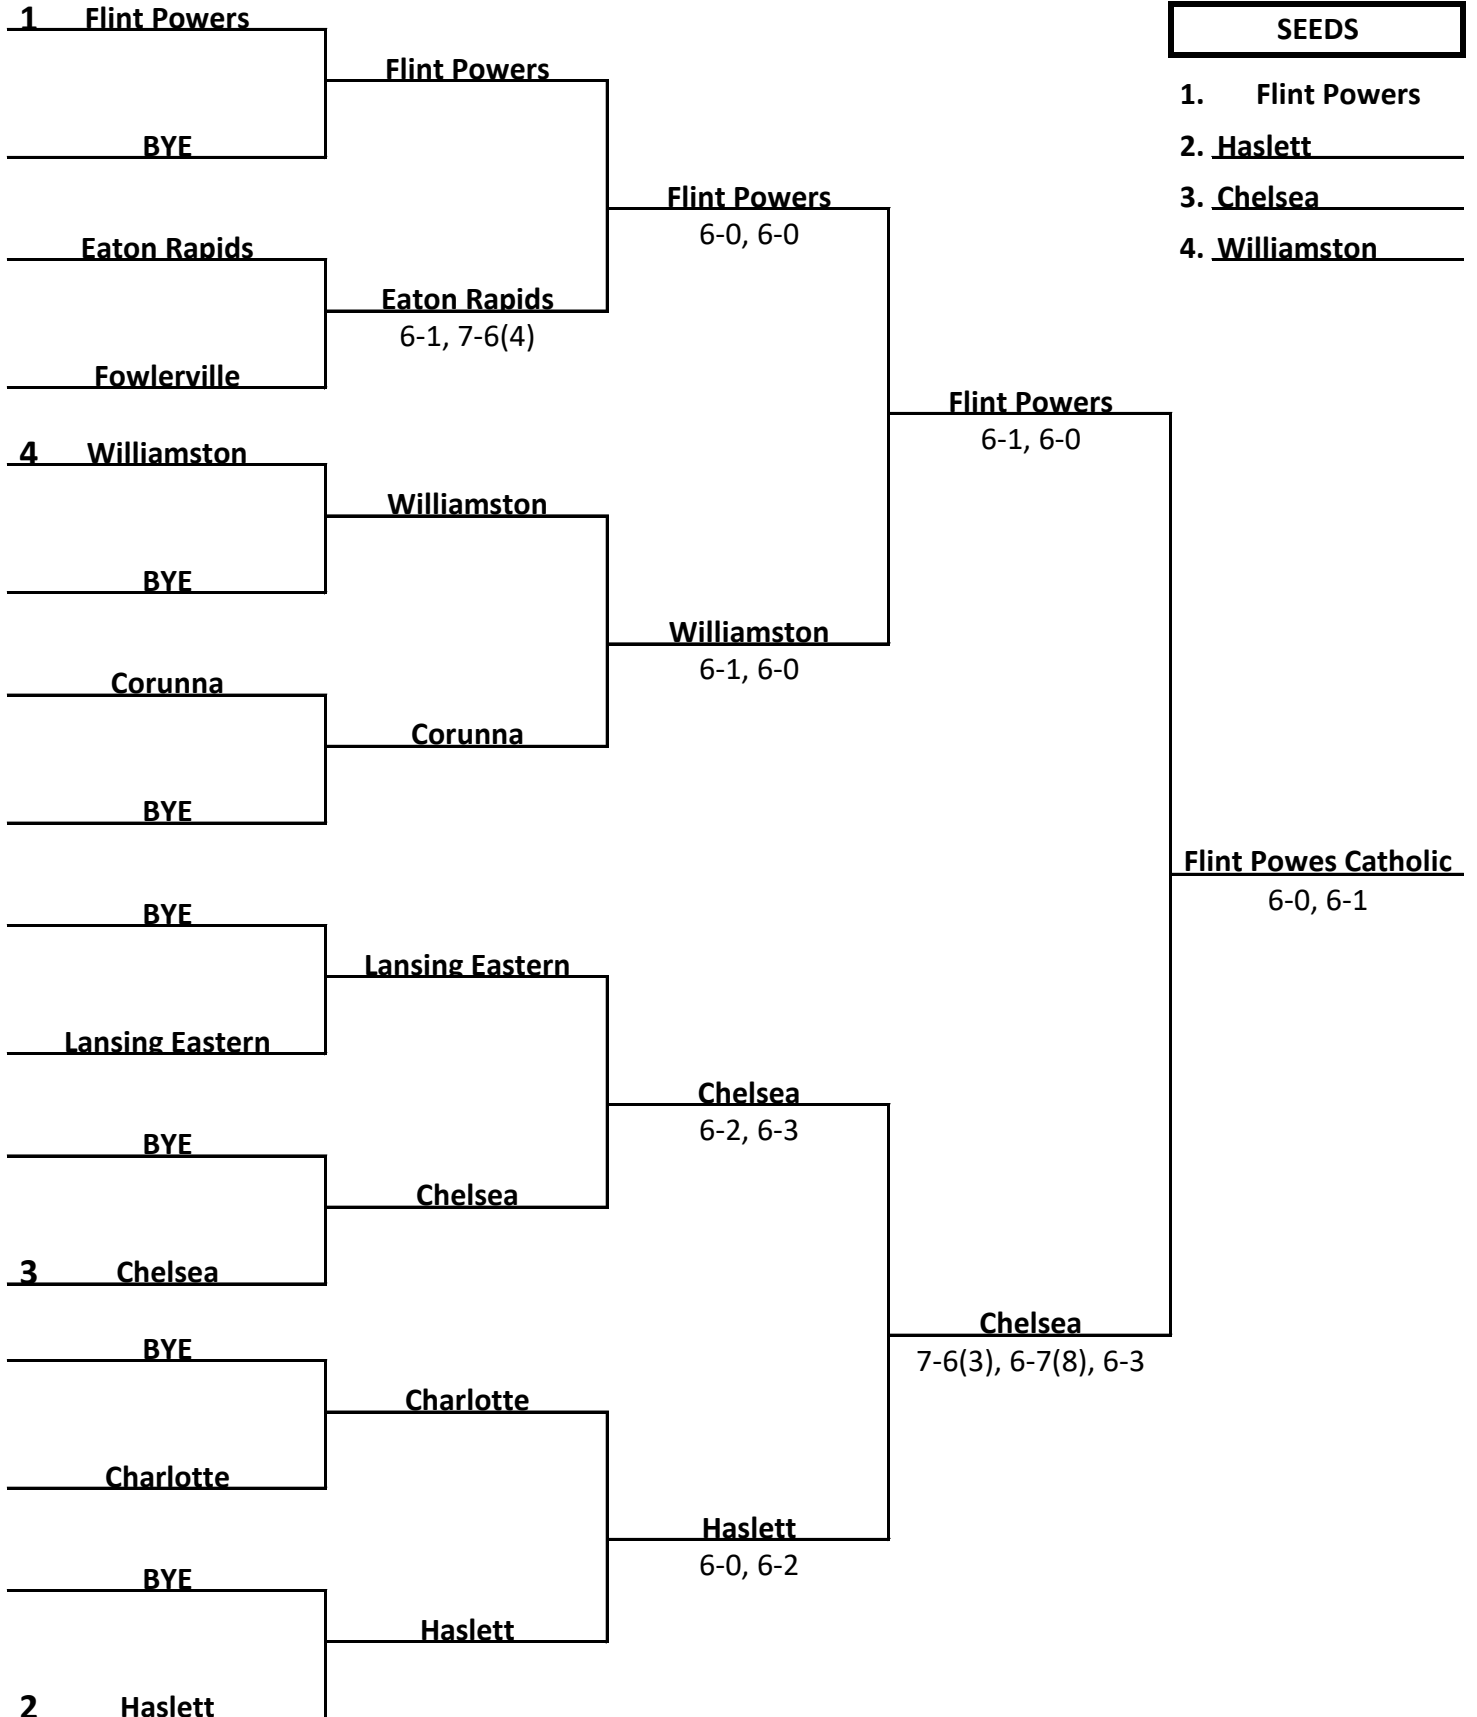 1 Flint Powers
SEEDS
Flint Powers
1. Flint Powers
BYE
2. Haslett
Flint Powers
3. Chelsea
6-0, 6-0
Eaton Rapids
4. Williamston
Eaton Rapids
6-1, 7-6(4)
Fowlerville
Flint Powers
6-1, 6-0
4 Williamston
Williamston
BYE
Williamston
6-1, 6-0
Corunna
Corunna
BYE
Flint Powes Catholic
6-0, 6-1
BYE
Lansing Eastern
Lansing Eastern
Chelsea
6-2, 6-3
BYE
Chelsea
3 Chelsea
Chelsea
7-6(3), 6-7(8), 6-3
BYE
Charlotte
Charlotte
Haslett
6-0, 6-2
BYE
Haslett
2 Haslett